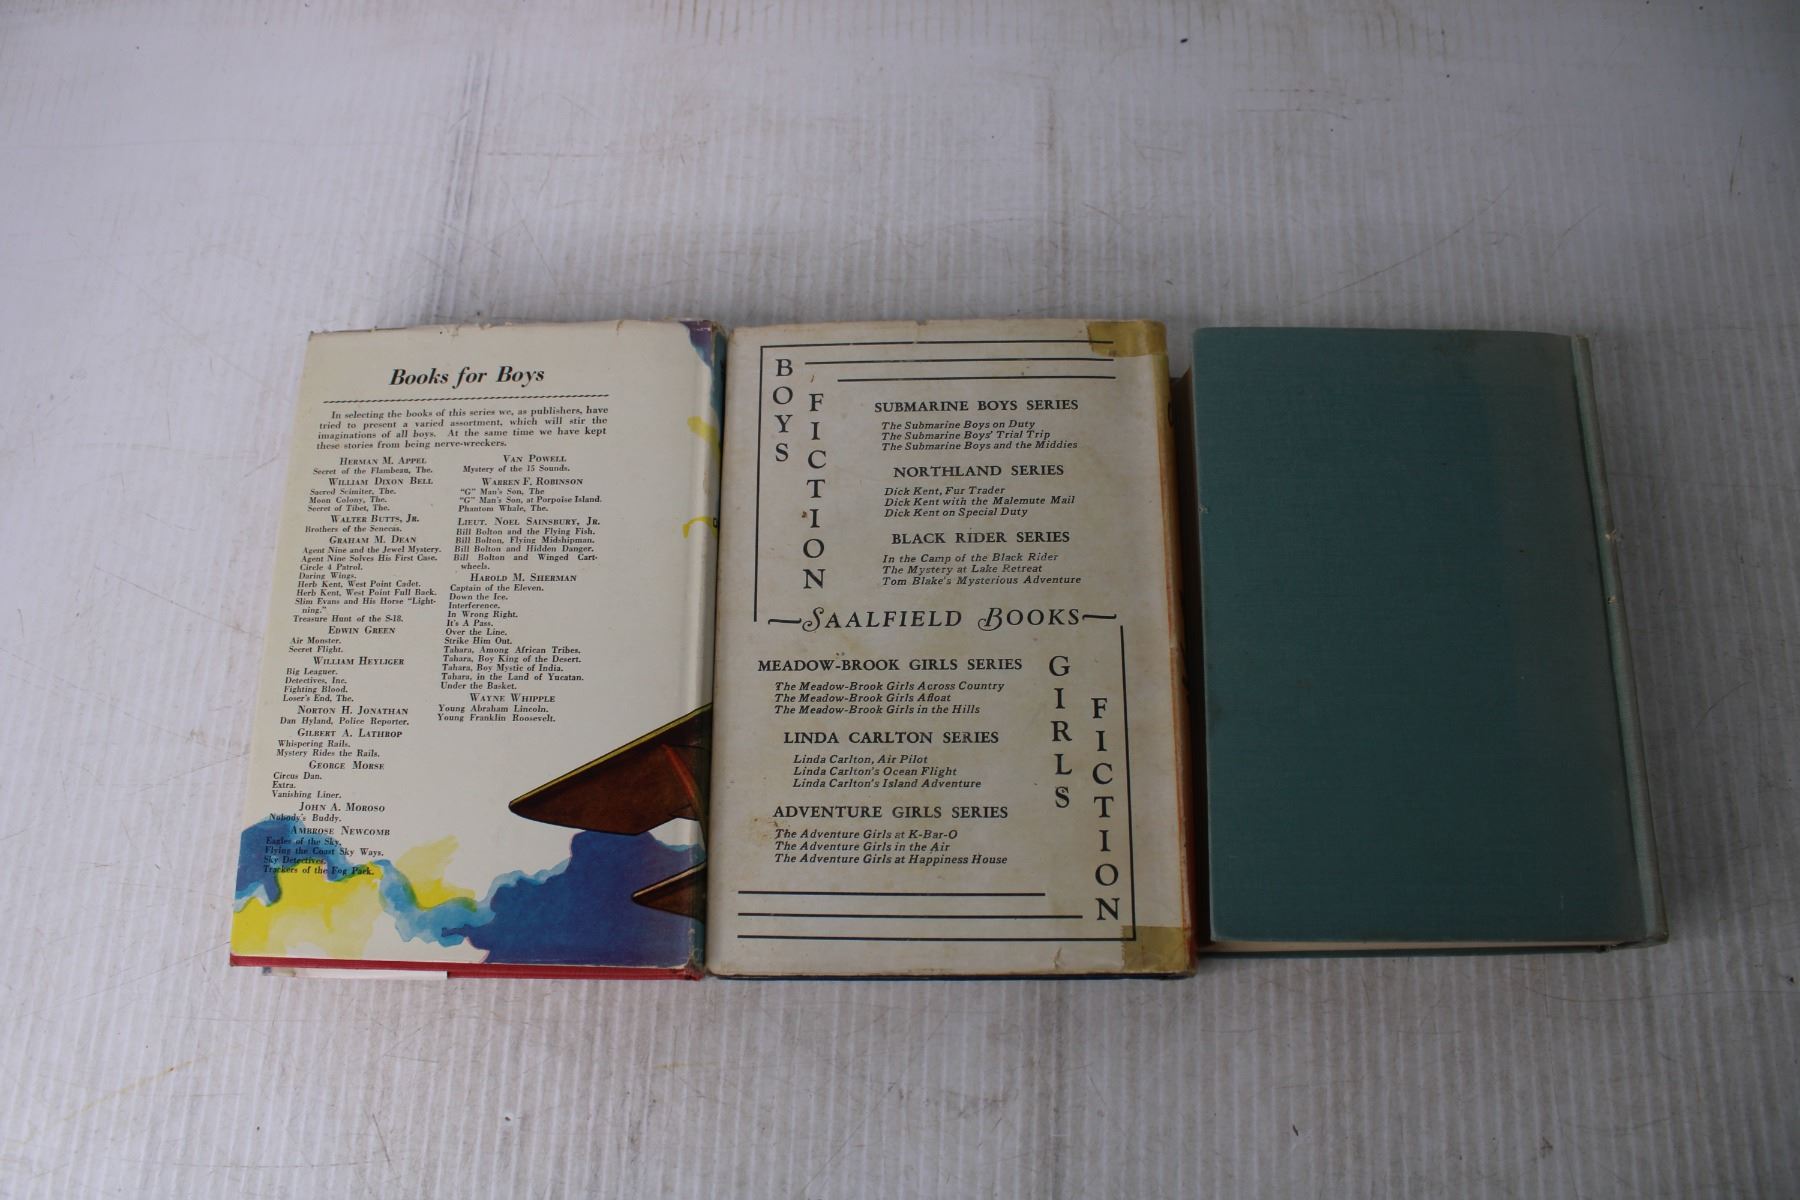 Books for Boys
In selecting the books of this series we, as publishers, have
tried to present a varied assortment, which will stir the
imaginations of all boys. At the same time we have kept
these stories from being nerve-wreckers.
HERMAN M. APPEL
Secret of the Flambeau, The.
WILLIAM DIXON BELL
Sacred Scimiter, The.
Moon Colony, The.
Secret of Tibet, The.
WALTER BUTTS, JR.
Brothers of the Senecas.
GRAHAM M. DEAN
Agent Nine and the Jewel Mystery.
Agent Nine Solves His First Case.
Circle 4 Patrol.
Daring Wings.
Herb Kent, West Point Cadet.
Herb Kent, West Point Full Back.
Slim Evans and His Horse "Light-
ning."
Treasure Hunt of the S-18.
EDWIN GREEN
Air Monster.
Secret Flight.
WILLIAM HEYLIGER
Big Leaguer.
Detectives, Inc.
Fighting Blood.
Loser's End, The.
NORTON H. JONATHAN
Dan Hyland, Police Reporter.
GILBERT A. LATHROP
Whispering Rails.
Mystery Rides the Rails.
GEORGE MORSE
Circus Dan.
Extra.
Vanishing Liner.
JOHN A. MOROSO
Nobody's Buddy.
AMBROSE NEWCOMB
Eagles of the Sky.
Flying the Coast Sky Ways.
Sky Detectives.
Trackers of the Fog Pack.
VAN POWELL
Mystery of the 15 Sounds.
WARREN F. ROBINSON
"G" Man's Son, The
"G" Man's Son, at Porpoise Island.
Phantom Whale, The.
LIEUT. NOEL SAINSBURY, JR.
Bill Bolton and the Flying Fish.
Bill Bolton, Flying Midshipman.
Bill Bolton and Hidden Danger.
Bill Bolton and Winged Cart-
wheels.
HAROLD M. SHERMAN
Captain of the Eleven.
Down the Ice.
Interference.
In Wrong Right.
It's A Pass.
Over the Line.
Strike Him Out.
Tahara, Among African Tribes.
Tahara, Boy King of the Desert.
Tahara, Boy Mystic of India.
Tahara, in the Land of Yucatan.
Under the Basket.
WAYNE WHIPPLE
Young Abraham Lincoln.
Young Franklin Roosevelt.
BOYS
FICTION
SUBMARINE BOYS SERIES
The Submarine Boys on Duty
The Submarine Boys' Trial Trip
The Submarine Boys and the Middies
NORTHLAND SERIES
Dick Kent, Fur Trader
Dick Kent with the Malemute Mail
Dick Kent on Special Duty
BLACK RIDER SERIES
In the Camp of the Black Rider
The Mystery at Lake Retreat
Tom Blake's Mysterious Adventure
SAALFIELD BOOKS
MEADOW-BROOK GIRLS SERIES
The Meadow-Brook Girls Across Country
The Meadow-Brook Girls Afloat
The Meadow-Brook Girls in the Hills
LINDA CARLTON SERIES
Linda Carlton, Air Pilot
Linda Carlton's Ocean Flight
Linda Carlton's Island Adventure
ADVENTURE GIRLS SERIES
The Adventure Girls at K-Bar-O
The Adventure Girls in the Air
The Adventure Girls at Happiness House
GIRLS
FICTION